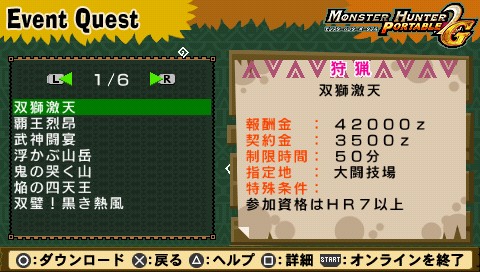 Event Quest
MONSTER HUNTER
PORTABLE 2nd G
L 1/6 R
双獅激天
覇王烈昂
武神闘宴
浮かぶ山岳
鬼の哭く山
焔の四天王
双璧！黒き熱風
狩猟
双獅激天
報酬金 ： 42000z
契約金 ： 3500z
制限時間： 50分
指定地 ： 大闘技場
特殊条件：
参加資格はHR7以上
○:ダウンロード ×:戻る △:ヘルプ □:詳細 START:オンラインを終了